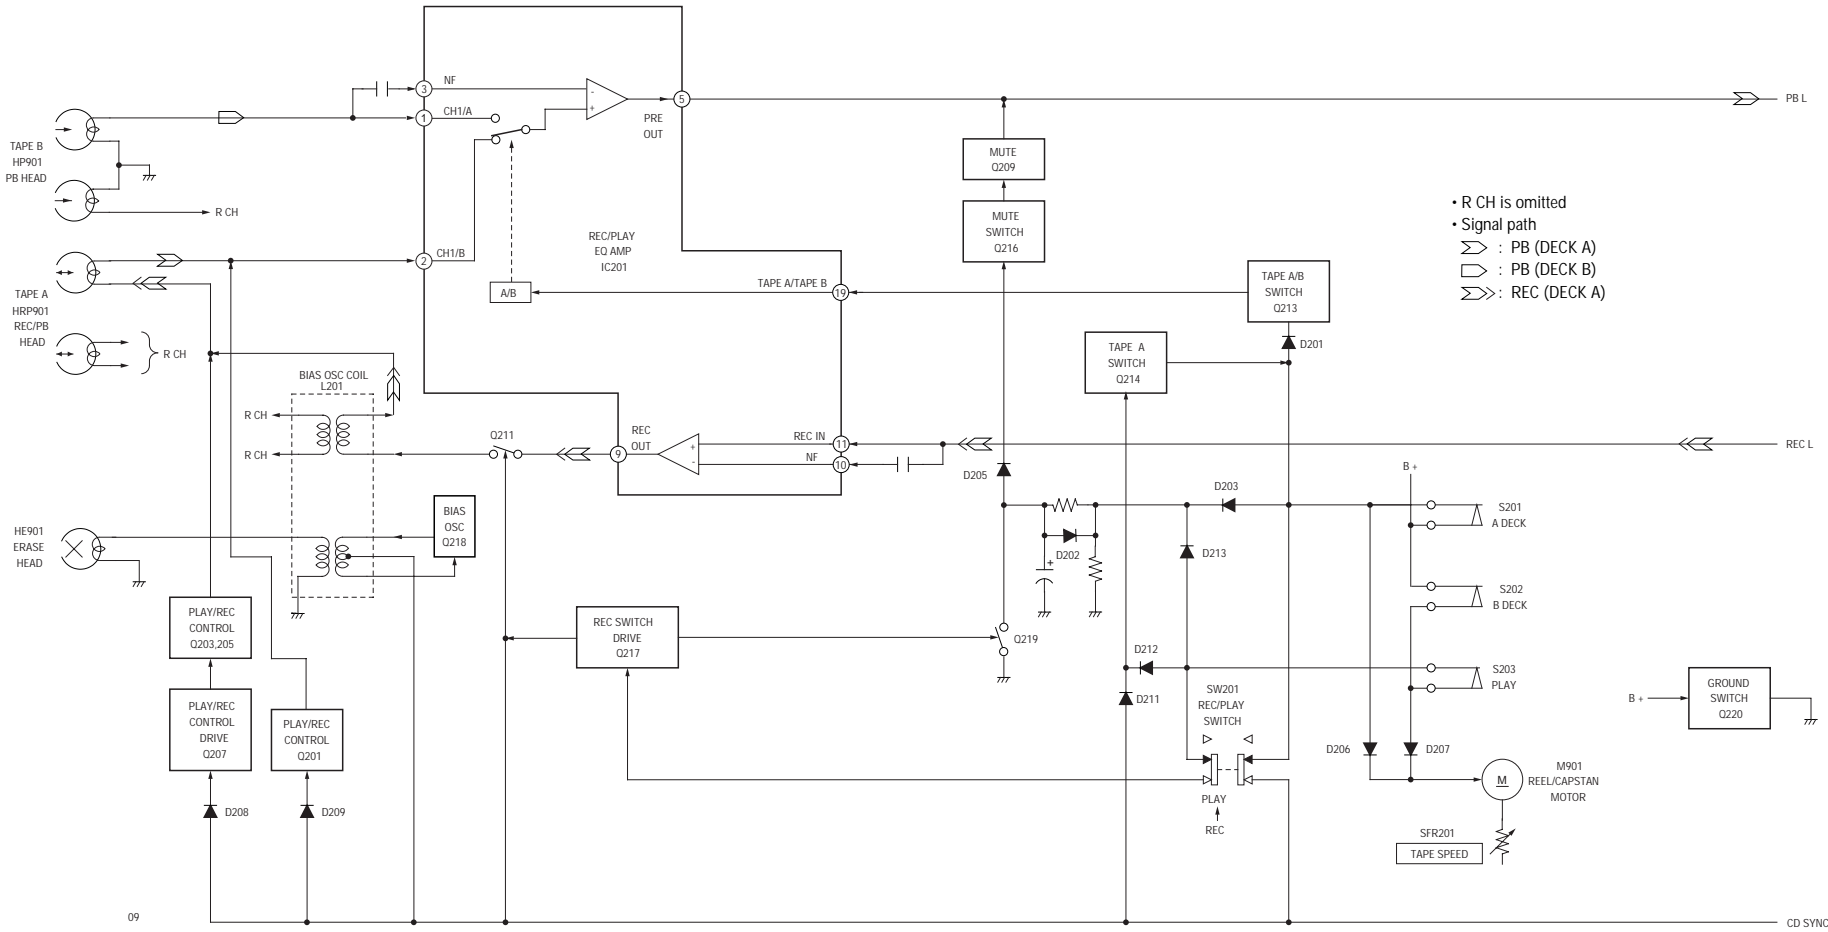 3
NF
1
CH1/A
-
+
5
PRE
OUT
PB L
TAPE B
HP901
PB HEAD
R CH
MUTE
Q209
MUTE
SWITCH
Q216
• R CH is omitted
• Signal path
: PB (DECK A)
: PB (DECK B)
: REC (DECK A)
REC/PLAY
EQ AMP
IC201
2
CH1/B
A/B
TAPE A/TAPE B
19
TAPE A/B
SWITCH
Q213
TAPE A
HRP901
REC/PB
HEAD
R CH
D201
TAPE A
SWITCH
Q214
BIAS OSC COIL
L201
R CH
R CH
Q211
9
REC
OUT
+
-
REC IN
11
NF
10
REC L
D205
B +
D203
S201
A DECK
BIAS
OSC
Q218
HE901
ERASE
HEAD
D202
+
D213
S202
B DECK
PLAY/REC
CONTROL
Q203,205
REC SWITCH
DRIVE
Q217
Q219
D212
S203
PLAY
D211
SW201
REC/PLAY
SWITCH
B +
GROUND
SWITCH
Q220
PLAY/REC
CONTROL
DRIVE
Q207
PLAY/REC
CONTROL
Q201
D206
D207
M
M901
REEL/CAPSTAN
MOTOR
PLAY
REC
D208
D209
SFR201
TAPE SPEED
09
CD SYNC